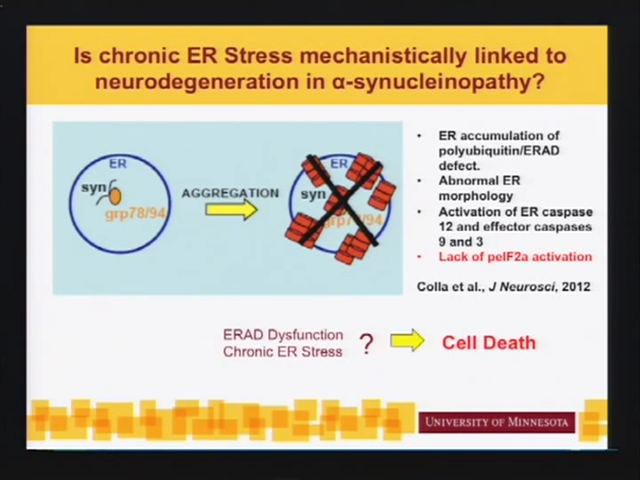 Is chronic ER Stress mechanistically linked to
neurodegeneration in α-synucleinopathy?
ER
syn
grp78/94
AGGREGATION
ER
syn
grp78/94
• ER accumulation of
polyubiquitin/ERAD
defect.
• Abnormal ER
morphology
• Activation of ER caspase
12 and effector caspases
9 and 3
• Lack of peIF2a activation
Colla et al., J Neurosci, 2012
ERAD Dysfunction
Chronic ER Stress
?
Cell Death
UNIVERSITY OF MINNESOTA